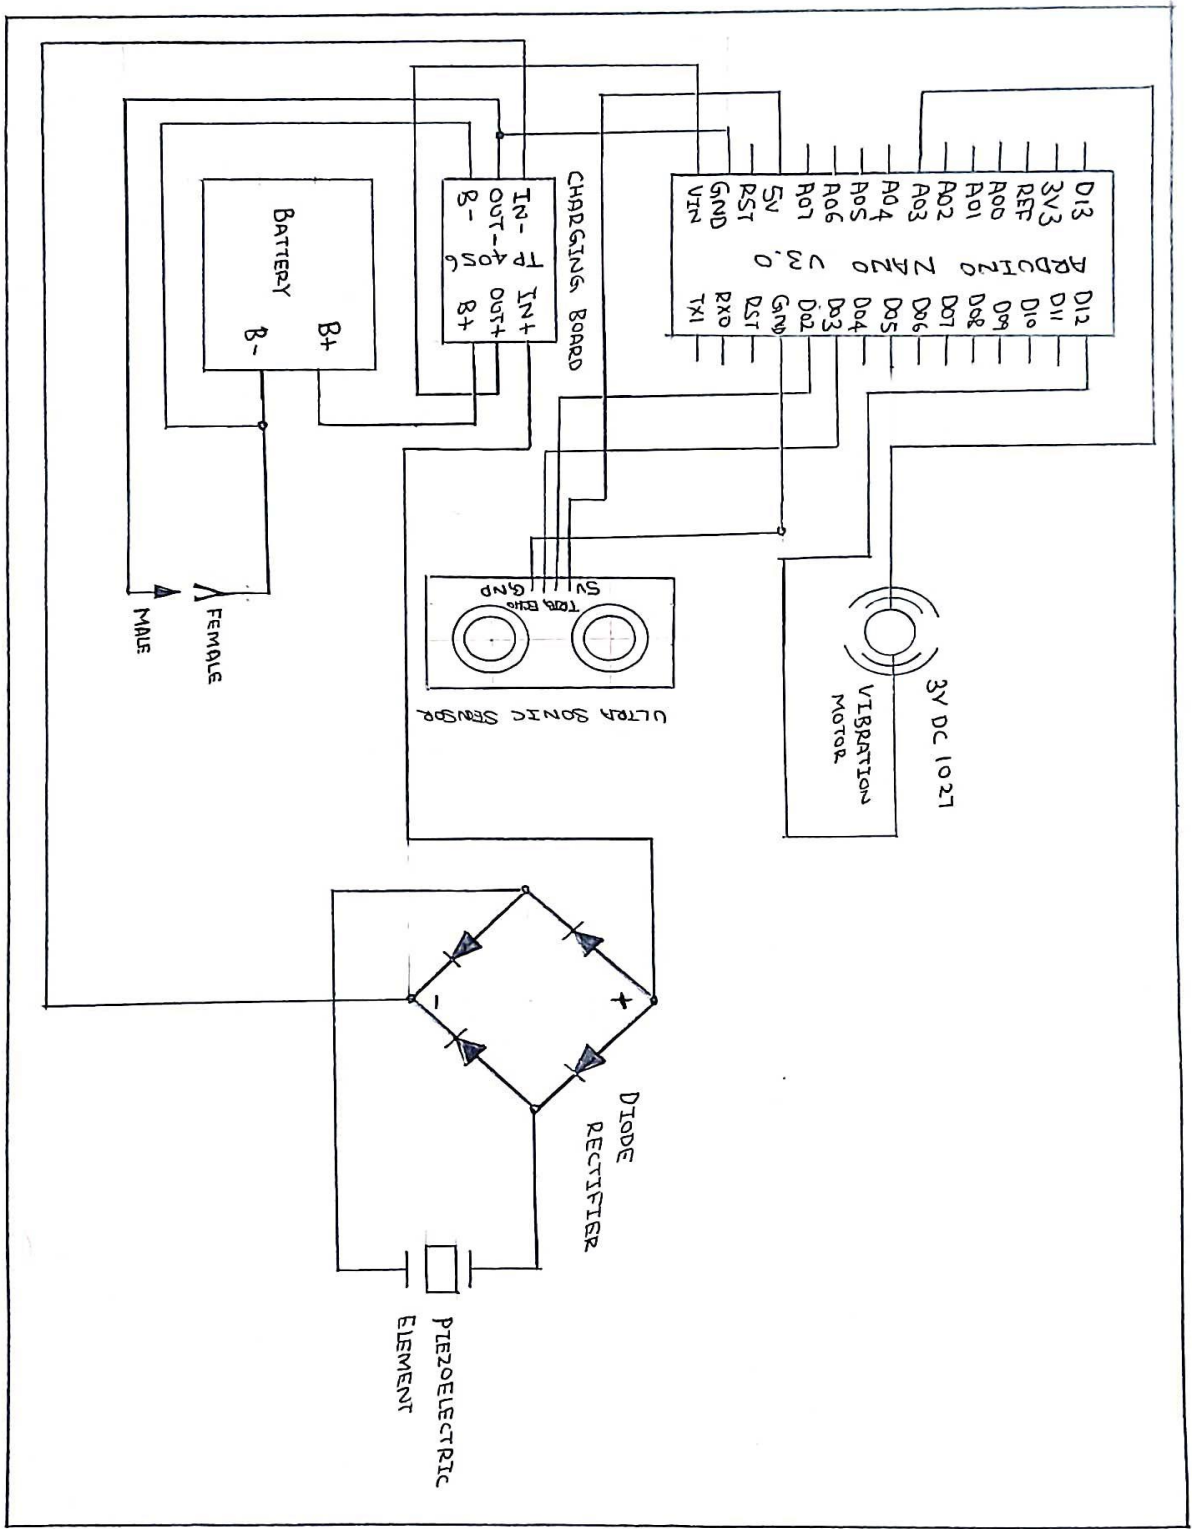 CHARGING BOARD
IN-
OUT-
B-
TP4056
IN+
OUT+
B+
BATTERY
B+
B-
MALE
FEMALE
D13
3V3
REF
A00
A01
A02
A03
A04
A05
A06
A07
5V
RST
GND
VIN
ARDUINO NANO V3.0
D12
D11
D10
D09
D08
D07
D06
D05
D04
D03
D02
GND
RST
RX0
TX1
5V
TRIG
ECHO
GND
ULTRA SONIC SENSOR
3V DC 1027
VIBRATION
MOTOR
-
+
DIODE
RECTIFIER
PIEZOELECTRIC
ELEMENT